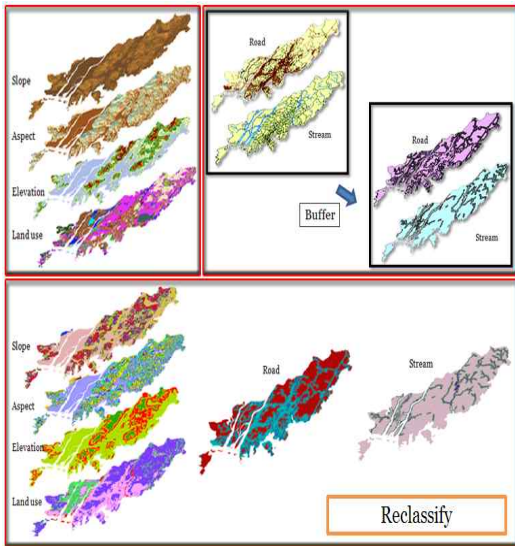 Slope
Aspect
Elevation
Land use
Road
Stream
Buffer
Road
Stream
Slope
Aspect
Elevation
Land use
Road
Stream
Reclassify